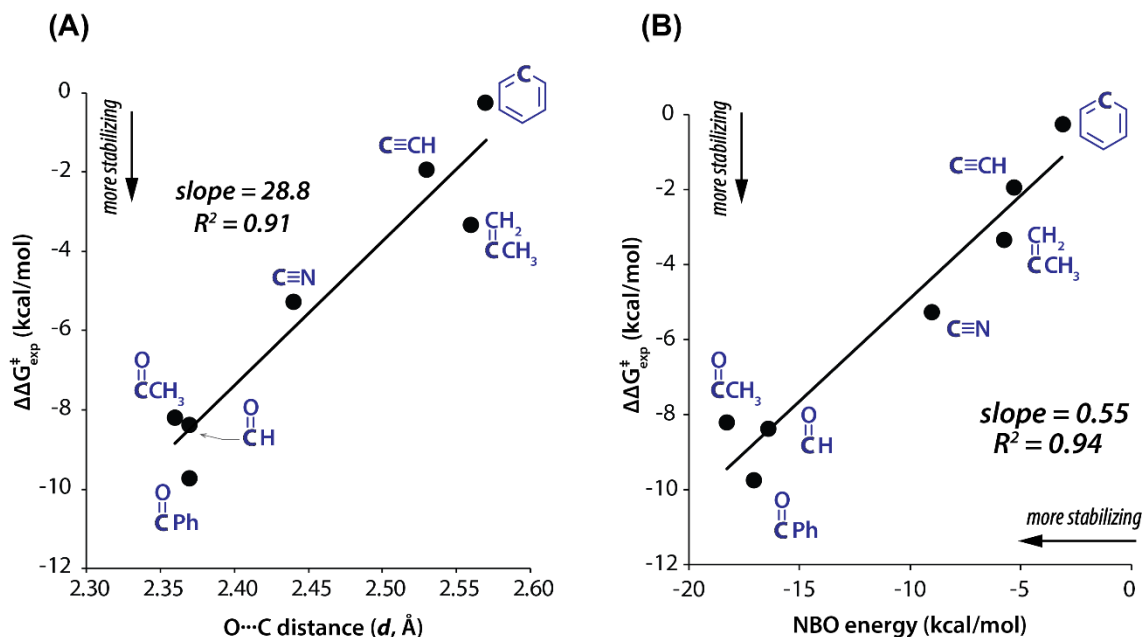 (A)
0
-2
-4
-6
-8
-10
-12
2.30
2.35
2.40
2.45
2.50
2.55
2.60
ΔΔG‡exp (kcal/mol)
O···C distance (d, Å)
more stabilizing
slope = 28.8
R² = 0.91
C
C≡CH
CH₂
CCH₃
C≡N
O
CCH₃
O
CH
O
CPh
(B)
0
-2
-4
-6
-8
-10
-12
-20
-15
-10
-5
0
ΔΔG‡exp (kcal/mol)
NBO energy (kcal/mol)
more stabilizing
C
C≡CH
CH₂
CCH₃
C≡N
O
CCH₃
O
CH
O
CPh
slope = 0.55
R² = 0.94
more stabilizing